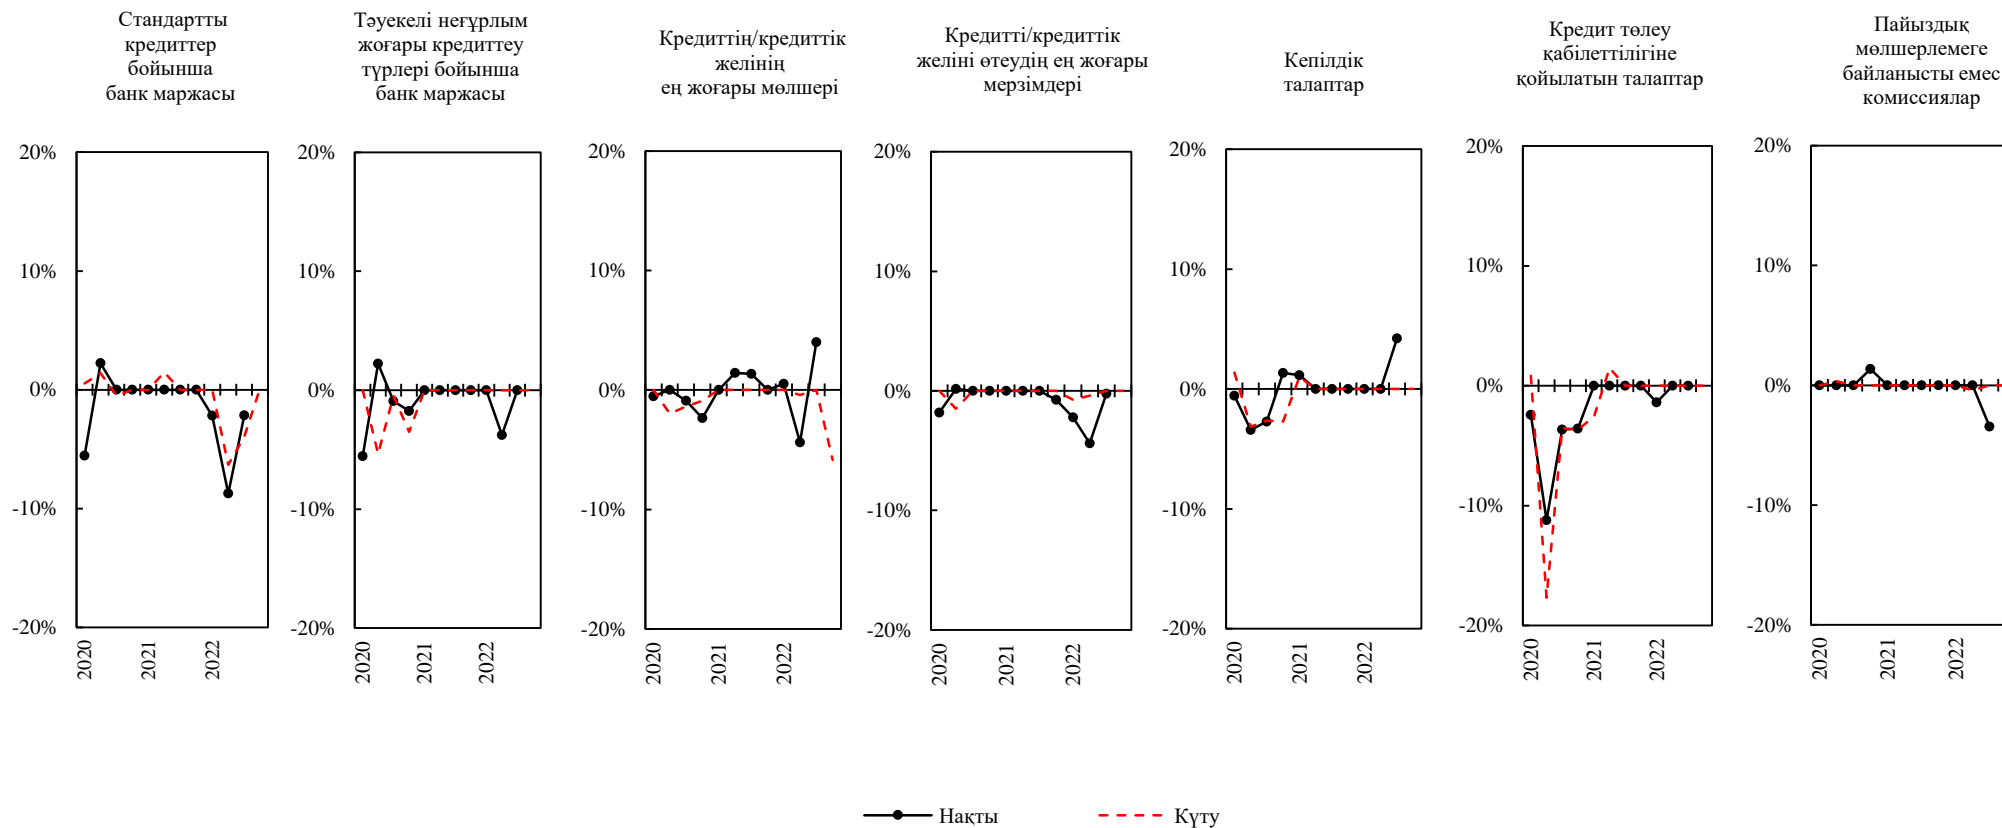 Стандартты
кредиттер
бойынша
банк маржасы
Тәуекелі неғұрлым
жоғары кредиттеу
түрлері бойынша
банк маржасы
Кредиттің/кредиттік
желінің
ең жоғары мөлшері
Кредитті/кредиттік
желіні өтеудің ең жоғары
мерзімдері
Кепілдік
талаптар
Кредит төлеу
қабілеттілігіне
қойылатын талаптар
Пайыздық
мөлшерлемеге
байланысты емес
комиссиялар
20%
10%
0%
-10%
-20%
2020
2021
2022
20%
10%
0%
-10%
-20%
2020
2021
2022
20%
10%
0%
-10%
-20%
2020
2021
2022
20%
10%
0%
-10%
-20%
2020
2021
2022
20%
10%
0%
-10%
-20%
2020
2021
2022
20%
10%
0%
-10%
-20%
2020
2021
2022
20%
10%
0%
-10%
-20%
2020
2021
2022
Нақты
Күту